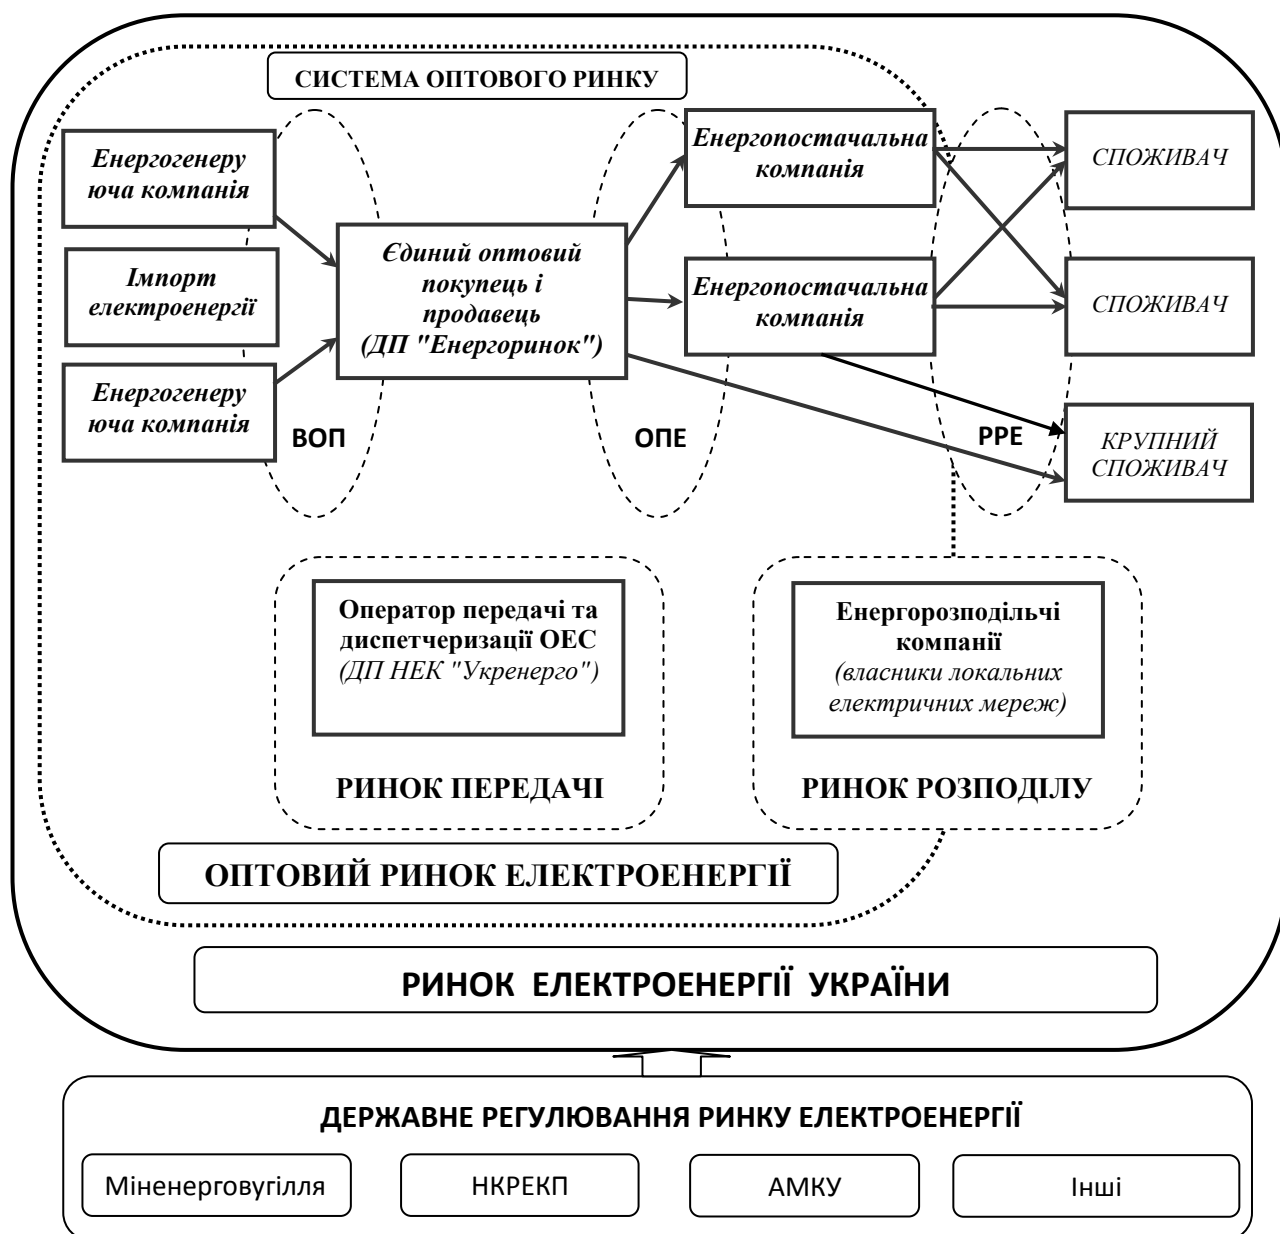 СИСТЕМА ОПТОВОГО РИНКУ
Енергогенеру
юча компанія
Імпорт
електроенергії
Енергогенеру
юча компанія
ВОП
Єдиний оптовий
покупець і
продавець
(ДП "Енергоринок")
ОПЕ
Енергопостачальна
компанія
Енергопостачальна
компанія
РРЕ
СПОЖИВАЧ
СПОЖИВАЧ
КРУПНИЙ
СПОЖИВАЧ
Оператор передачі та
диспетчеризації ОЕС
(ДП НЕК "Укренерго")
РИНОК ПЕРЕДАЧІ
Енергорозподільчі
компанії
(власники локальних
електричних мереж)
РИНОК РОЗПОДІЛУ
ОПТОВИЙ РИНОК ЕЛЕКТРОЕНЕРГІЇ
РИНОК ЕЛЕКТРОЕНЕРГІЇ УКРАЇНИ
ДЕРЖАВНЕ РЕГУЛЮВАННЯ РИНКУ ЕЛЕКТРОЕНЕРГІЇ
Міненерговугілля
НКРЕКП
АМКУ
Інші